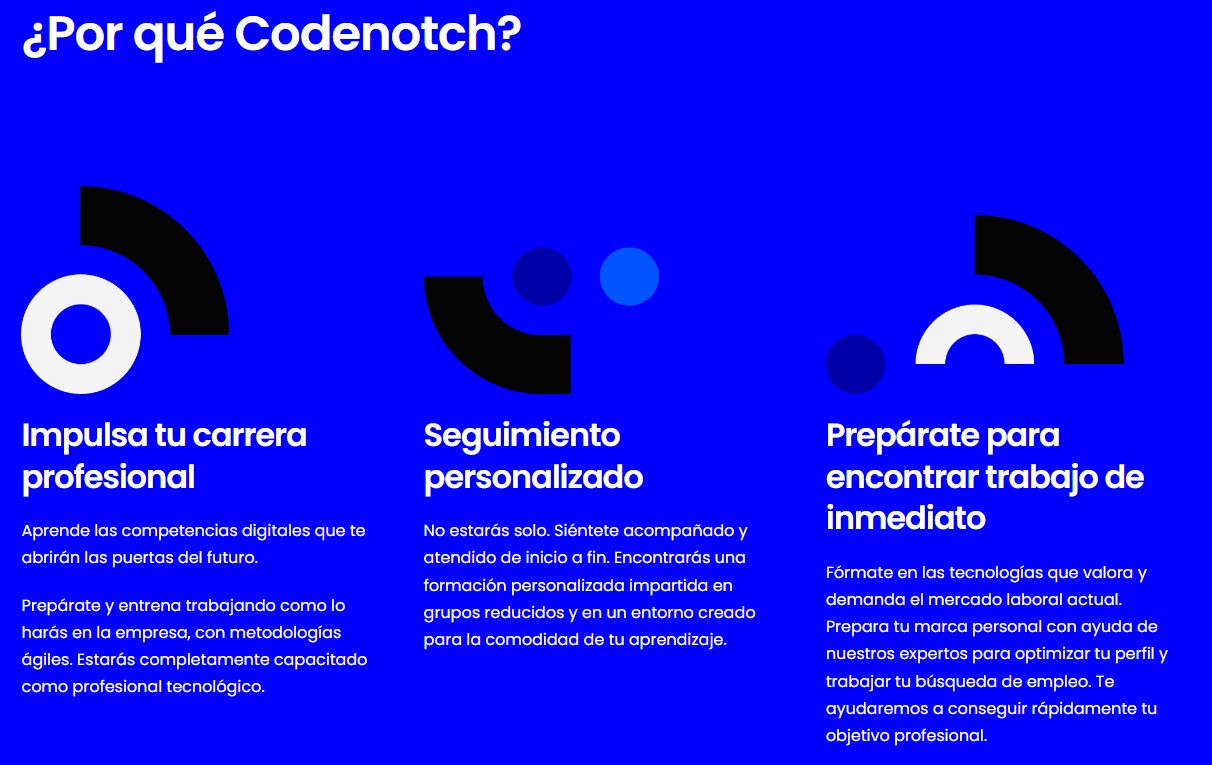 ¿Por qué Codenotch?
Impulsa tu carrera
profesional
Aprende las competencias digitales que te
abrirán las puertas del futuro.
Prepárate y entrena trabajando como lo
harás en la empresa, con metodologías
ágiles. Estarás completamente capacitado
como profesional tecnológico.
Seguimiento
personalizado
No estarás solo. Siéntete acompañado y
atendido de inicio a fin. Encontrarás una
formación personalizada impartida en
grupos reducidos y en un entorno creado
para la comodidad de tu aprendizaje.
Prepárate para
encontrar trabajo de
inmediato
Fórmate en las tecnologías que valora y
demanda el mercado laboral actual.
Prepara tu marca personal con ayuda de
nuestros expertos para optimizar tu perfil y
trabajar tu búsqueda de empleo. Te
ayudaremos a conseguir rápidamente tu
objetivo profesional.